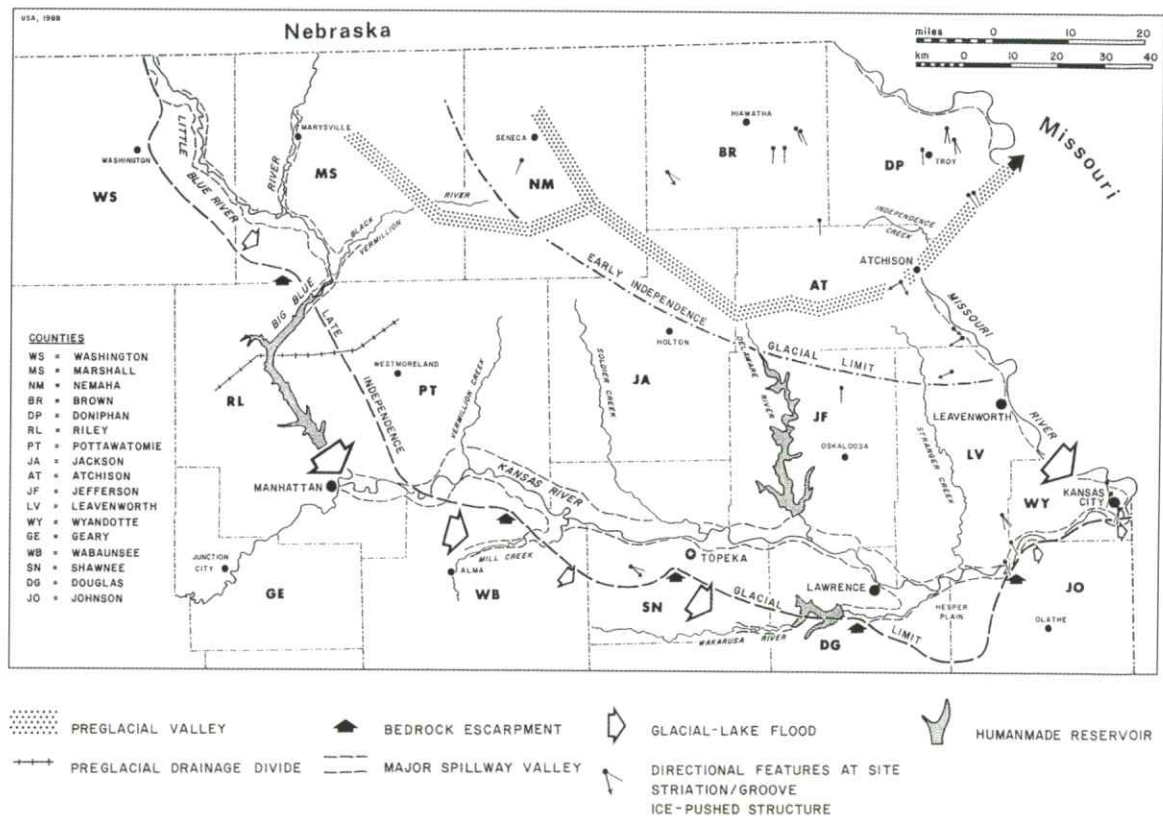 USA, 1988
Nebraska
miles 0 10 20
km 0 10 20 30 40
Missouri
MARYSVILLE
SENECA
HIAWATHA
BR
DP
TROY
WASHINGTON
LITTLE
BLUE RIVER
RIVER
MS
NM
WS
BLACK
VERMILLION
RIVER
INDEPENDENCE
CREEK
ATCHISON
EARLY INDEPENDENCE
AT
MISSOURI
RIVER
BIG BLUE
LATE
INDEPENDENCE
WESTMORELAND
PT
VERMILLION CREEK
SOLDIER CREEK
HOLTON
JA
DELAWARE
RIVER
GLACIAL LIMIT
LEAVENWORTH
JF
OSKALOOSA
STRANGER CREEK
LV
COUNTIES
WS = WASHINGTON
MS = MARSHALL
NM = NEMAHA
BR = BROWN
DP = DONIPHAN
RL = RILEY
PT = POTTAWATOMIE
JA = JACKSON
AT = ATCHISON
JF = JEFFERSON
LV = LEAVENWORTH
WY = WYANDOTTE
GE = GEARY
WB = WABAUNSEE
SN = SHAWNEE
DG = DOUGLAS
JO = JOHNSON
RL
MANHATTAN
KANSAS RIVER
WY
KANSAS
CITY
JUNCTION
CITY
GE
MILL CREEK
ALMA
WB
TOPEKA
SN
GLACIAL
LIMIT
LAWRENCE
HESPER
PLAIN
JO
OLATHE
WAKARUSA RIVER
DG
PREGLACIAL VALLEY
BEDROCK ESCARPMENT
GLACIAL-LAKE FLOOD
HUMANMADE RESERVOIR
PREGLACIAL DRAINAGE DIVIDE
MAJOR SPILLWAY VALLEY
DIRECTIONAL FEATURES AT SITE
STRIATION/GROOVE
ICE-PUSHED STRUCTURE